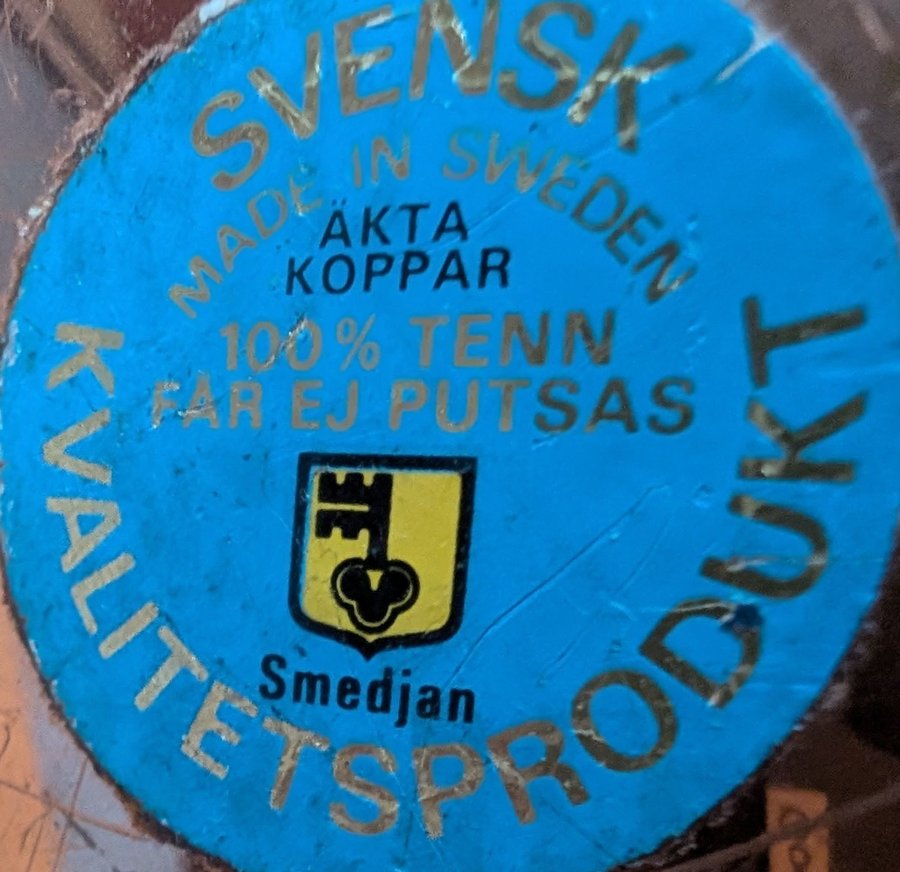 SVENSK
MADE IN SWEDEN
ÄKTA
KOPPAR
100% TENN
FÅR EJ PUTSAS
Smedjan
KVALITETSPRODUKT